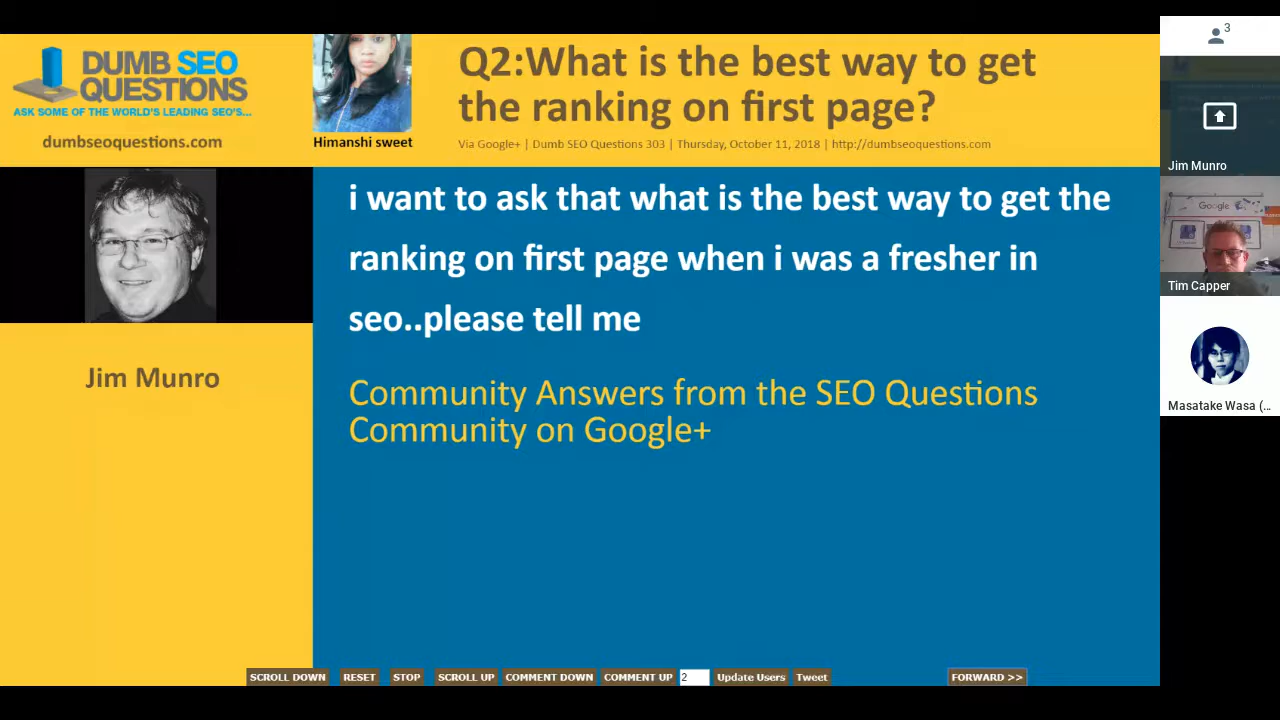 DUMB SEO
QUESTIONS
ASK SOME OF THE WORLD'S LEADING SEO'S...
dumbseoquestions.com
Himanshi sweet
Q2:What is the best way to get
the ranking on first page?
Via Google+ | Dumb SEO Questions 303 | Thursday, October 11, 2018 | http://dumbseoquestions.com
Jim Munro
i want to ask that what is the best way to get the
ranking on first page when i was a fresher in
seo..please tell me
Community Answers from the SEO Questions
Community on Google+
SCROLL DOWN RESET STOP SCROLL UP COMMENT DOWN COMMENT UP 2 Update Users Tweet FORWARD >>
3
Jim Munro
Google
Tim Capper
Masatake Wasa (...